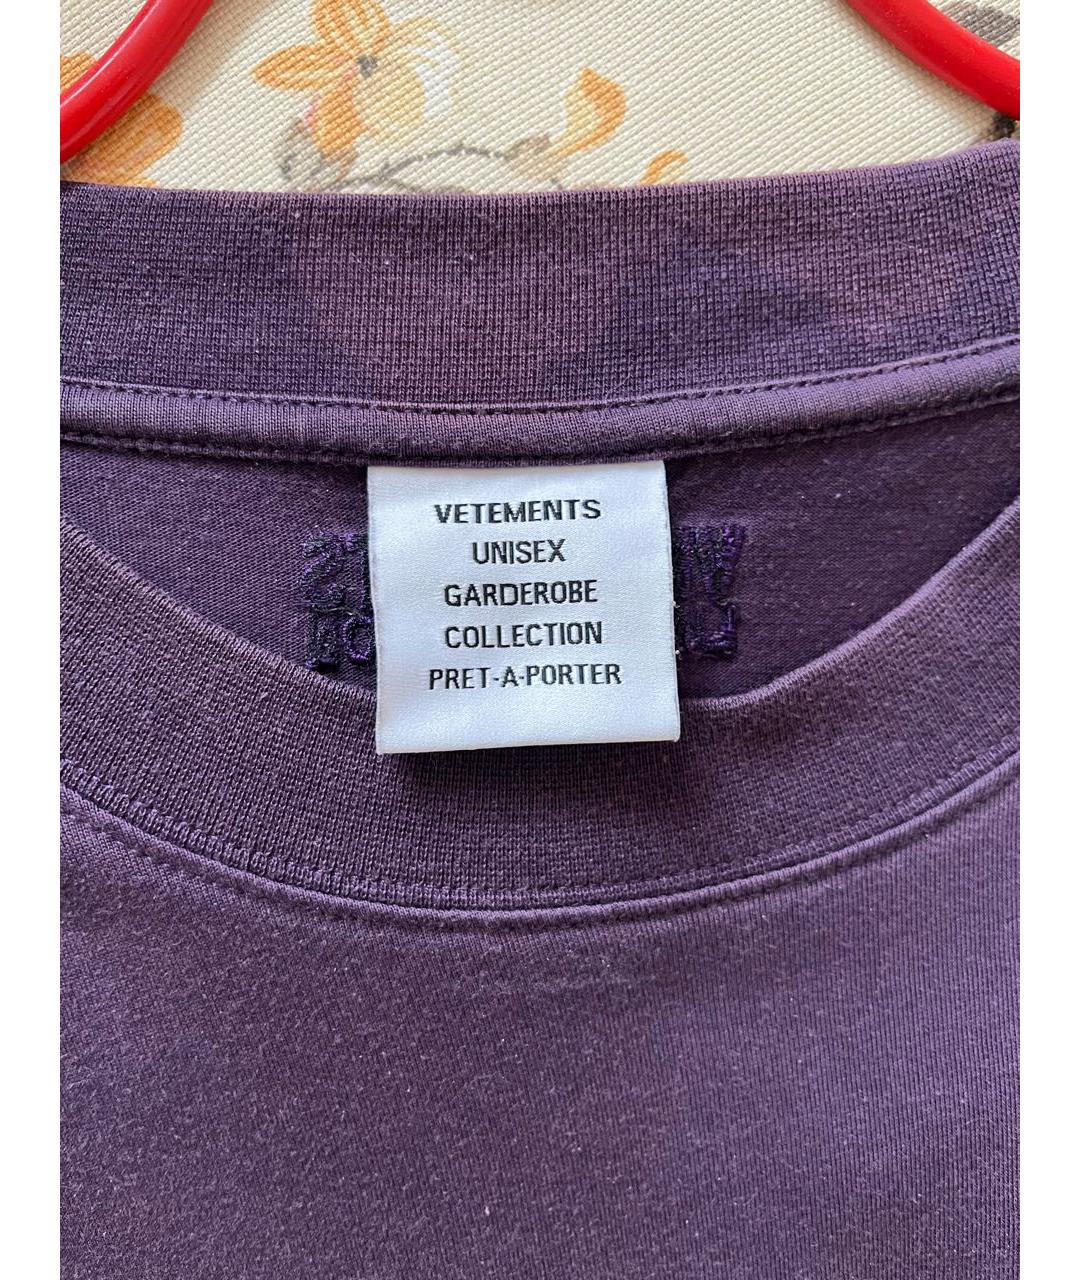 VETEMENTS
UNISEX
GARDEROBE
COLLECTION
PRET-A-PORTER